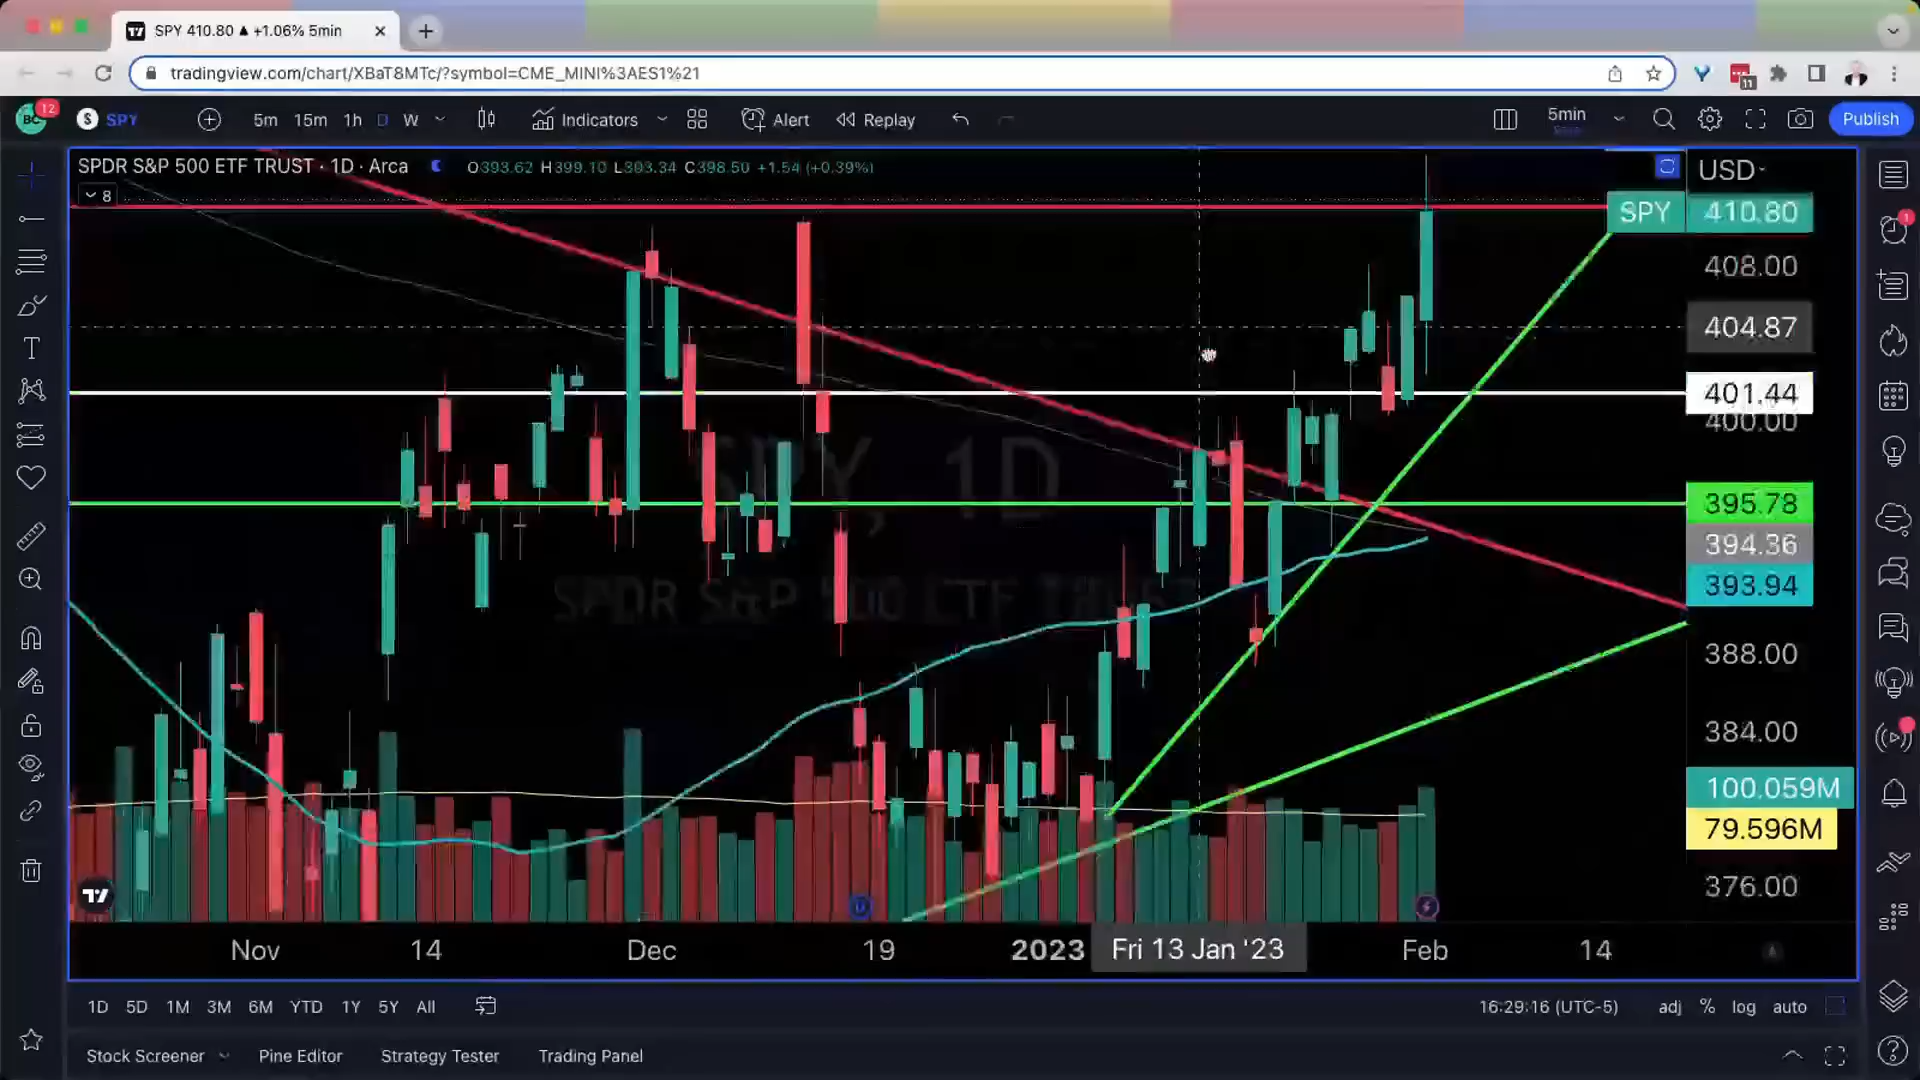 SPY 410.80 ▲ +1.06% 5min
tradingview.com/chart/XBaT8MTc/?symbol=CME_MINI%3AES1%21
11
12
SPY
5m 15m 1h D W
Indicators
Alert
Replay
5min
Save
Publish
SPDR S&P 500 ETF TRUST · 1D · Arca
O393.62 H399.10 L393.34 C398.50 +1.54 (+0.39%)
8
USD
SPY 410.80
408.00
404.87
401.44
400.00
395.78
394.36
393.94
388.00
384.00
100.059M
79.596M
376.00
SPY, 1D
SPDR S&P 500 ETF TRUST
Nov 14 Dec 19 2023 Fri 13 Jan '23 Feb 14
1D 5D 1M 3M 6M YTD 1Y 5Y All
16:29:16 (UTC-5) adj % log auto
Stock Screener Pine Editor Strategy Tester Trading Panel